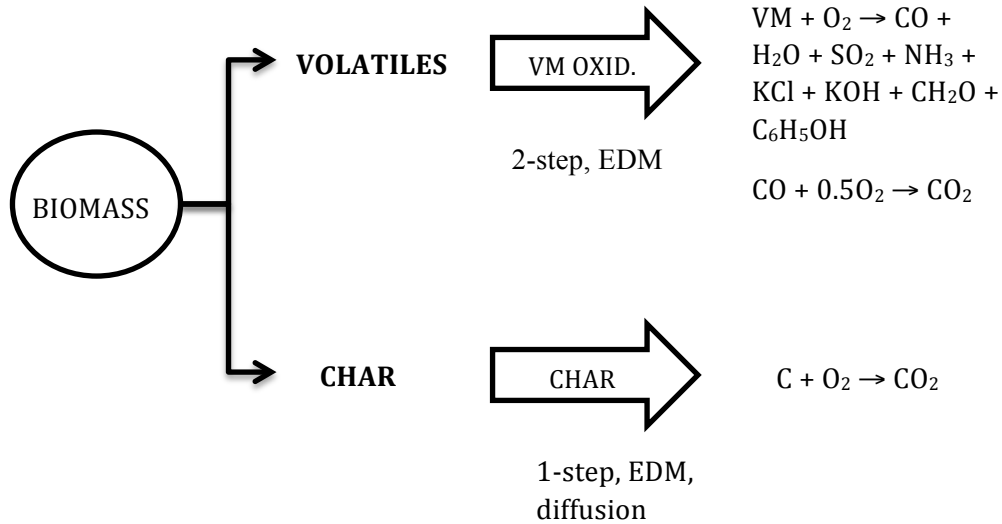 BIOMASS
VOLATILES
VM OXID.
2-step, EDM
VM + O₂ → CO +
H₂O + SO₂ + NH₃ +
KCl + KOH + CH₂O +
C₆H₅OH
CO + 0.5O₂ → CO₂
CHAR
CHAR
1-step, EDM,
diffusion
C + O₂ → CO₂